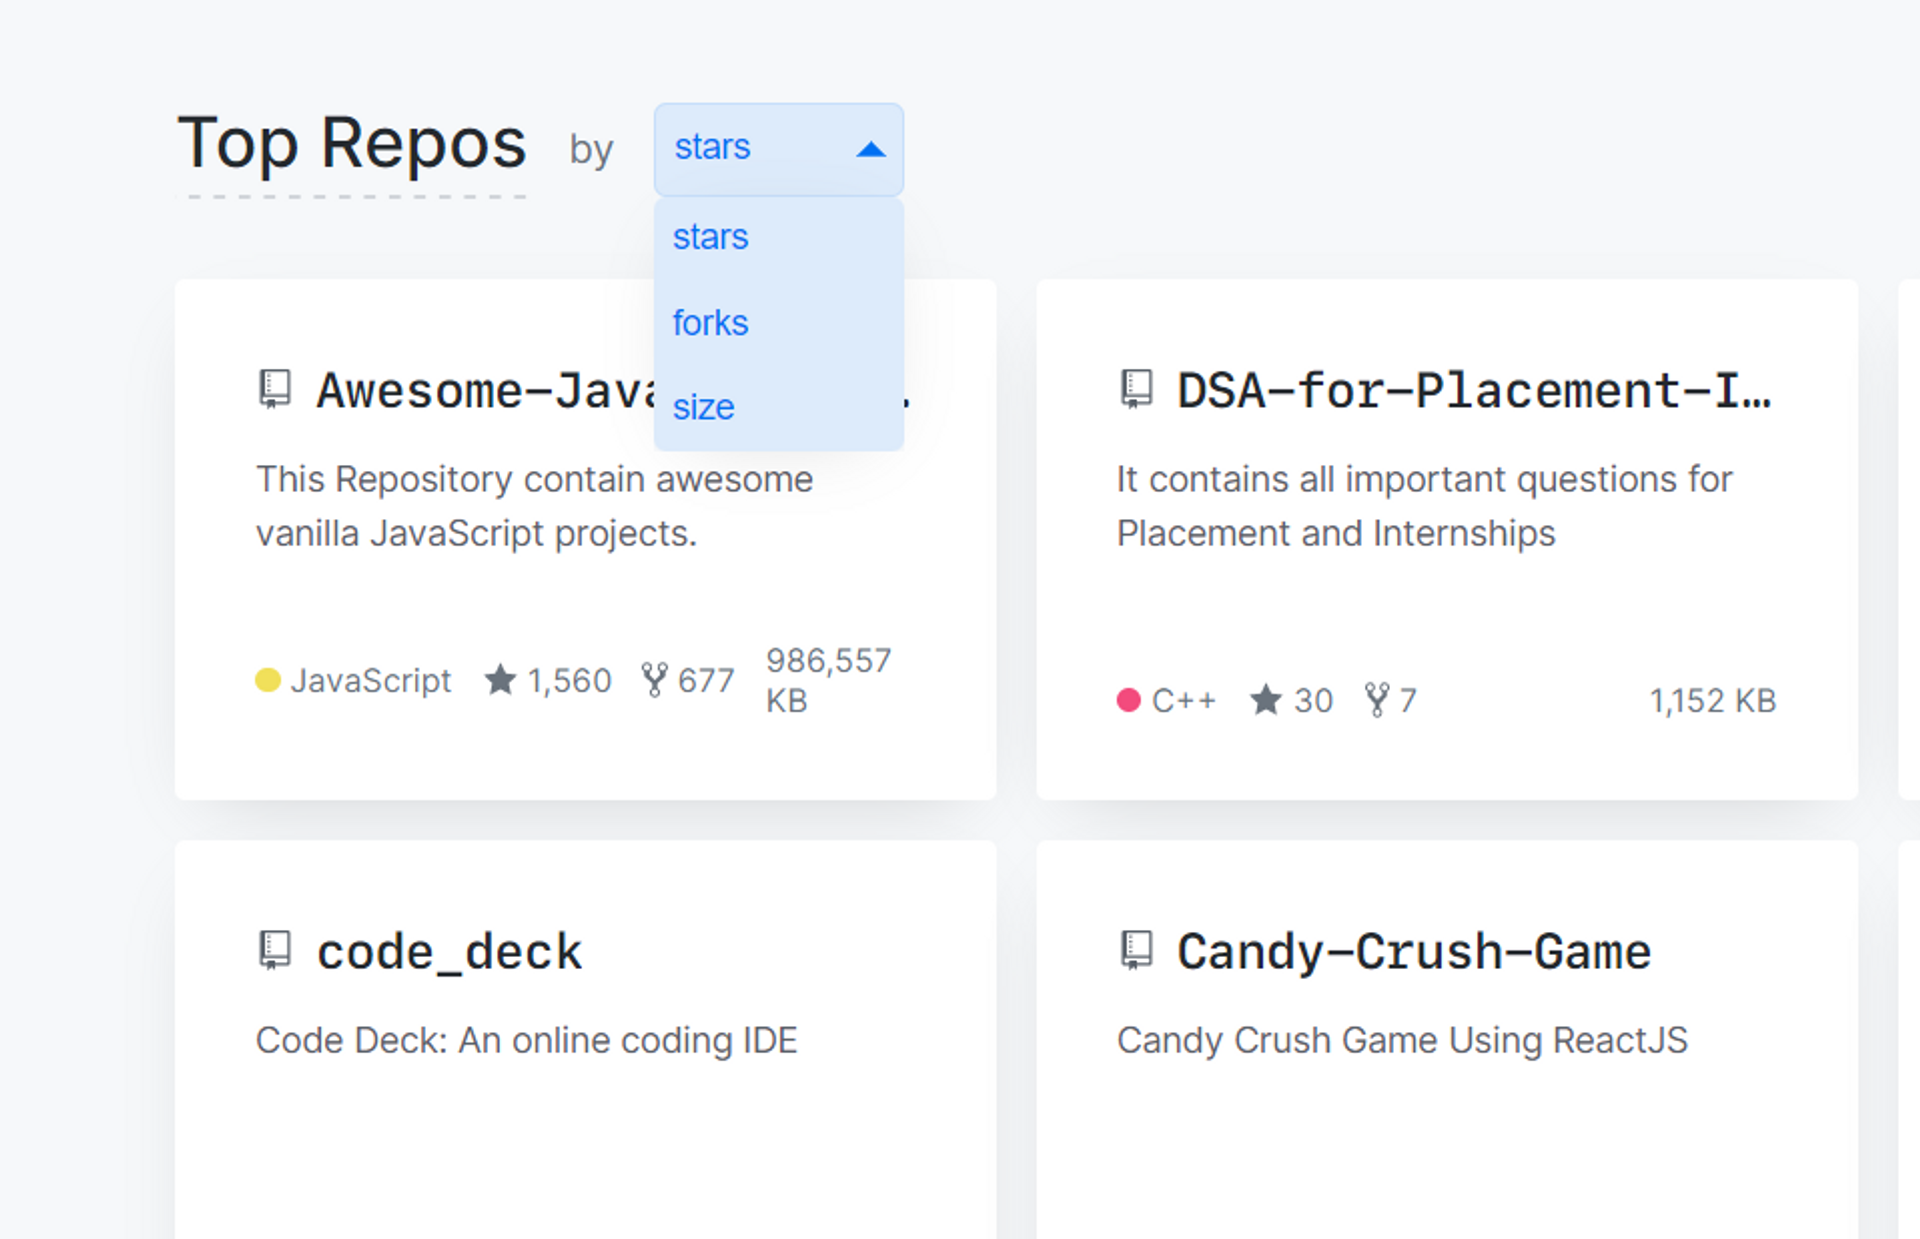 Top Repos by stars
stars
forks
size
Awesome-Java
This Repository contain awesome
vanilla JavaScript projects.
JavaScript 1,560 677 986,557
KB
DSA-for-Placement-I…
It contains all important questions for
Placement and Internships
C++ 30 7 1,152 KB
code_deck
Code Deck: An online coding IDE
Candy-Crush-Game
Candy Crush Game Using ReactJS